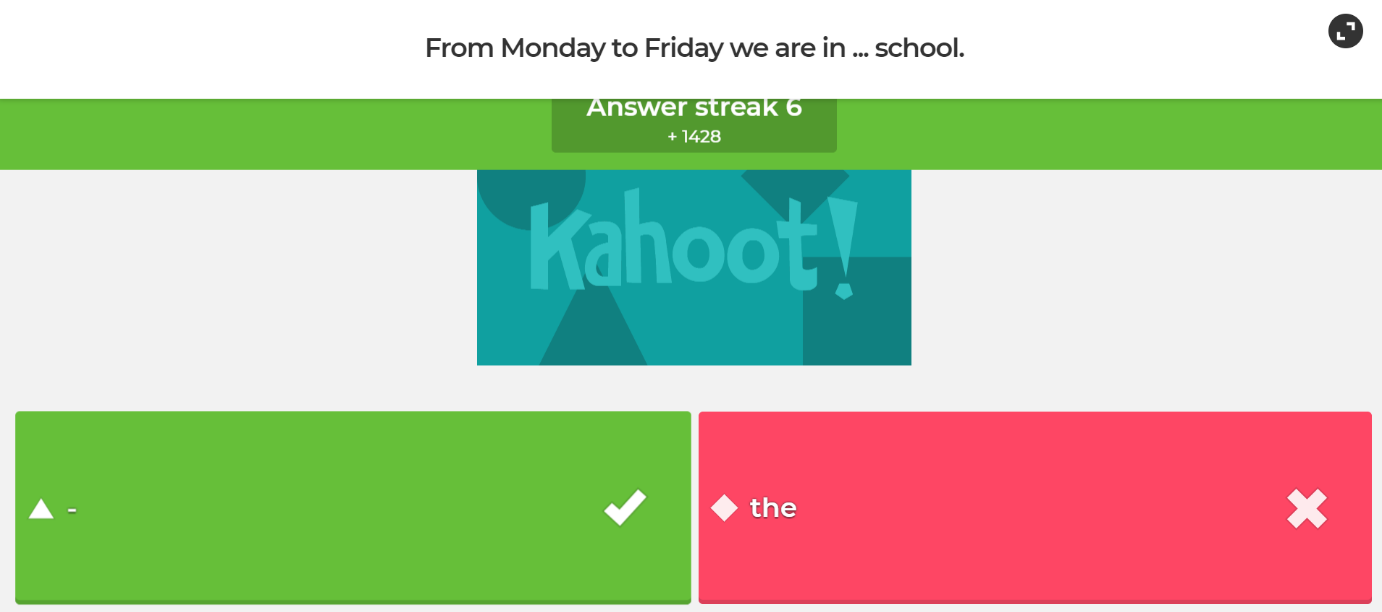 From Monday to Friday we are in ... school.
Answer streak 6
+ 1428
Kahoot!
-
the